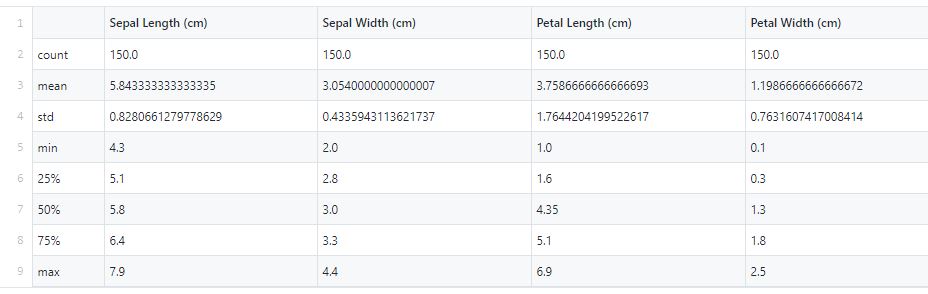 1 Sepal Length (cm) Sepal Width (cm) Petal Length (cm) Petal Width (cm)
2 count 150.0 150.0 150.0 150.0
3 mean 5.843333333333335 3.0540000000000007 3.7586666666666693 1.1986666666666672
4 std 0.8280661279778629 0.4335943113621737 1.7644204199522617 0.7631607417008414
5 min 4.3 2.0 1.0 0.1
6 25% 5.1 2.8 1.6 0.3
7 50% 5.8 3.0 4.35 1.3
8 75% 6.4 3.3 5.1 1.8
9 max 7.9 4.4 6.9 2.5